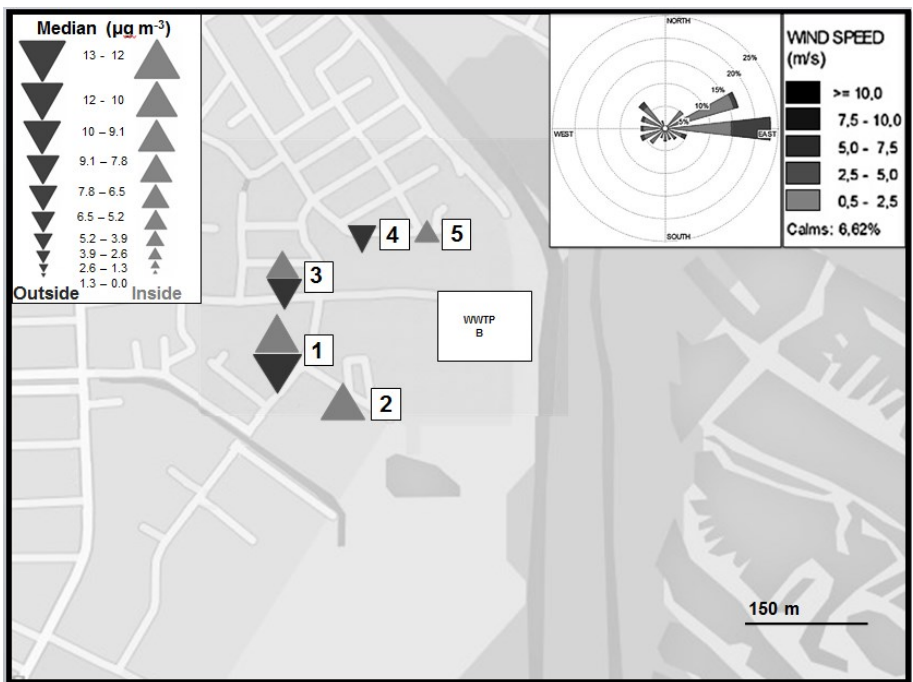 Median (µg m-3)
13 - 12
12 - 10
10 – 9.1
9.1 – 7.8
7.8 – 6.5
6.5 – 5.2
5.2 – 3.9
3.9 – 2.6
2.6 – 1.3
1.3 – 0.0
Outside Inside
NORTH
25%
20%
15%
10%
5%
WEST
EAST
SOUTH
WIND SPEED
(m/s)
>= 10,0
7,5 - 10,0
5,0 - 7,5
2,5 - 5,0
0,5 - 2,5
Calms: 6,62%
4
5
3
1
2
WWTP
B
150 m